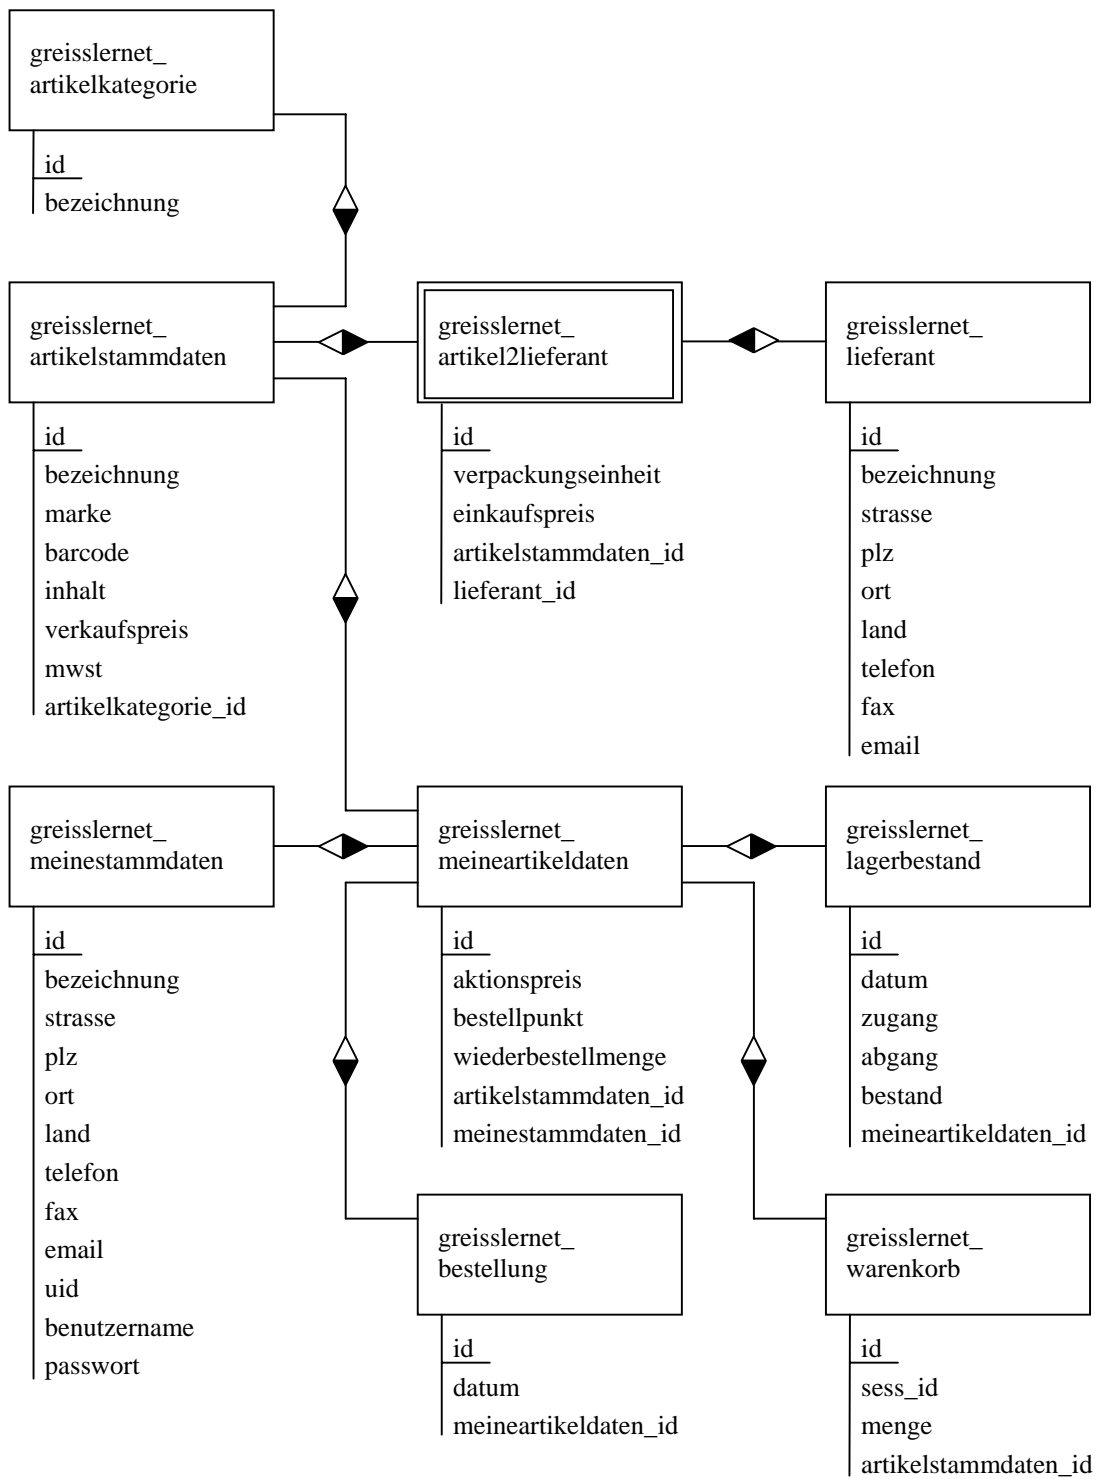 greisslernet_
artikelkategorie
id
bezeichnung
greisslernet_
artikelstammdaten
id
bezeichnung
marke
barcode
inhalt
verkaufspreis
mwst
artikelkategorie_id
greisslernet_
artikel2lieferant
id
verpackungseinheit
einkaufspreis
artikelstammdaten_id
lieferant_id
greisslernet_
lieferant
id
bezeichnung
strasse
plz
ort
land
telefon
fax
email
greisslernet_
meinestammdaten
id
bezeichnung
strasse
plz
ort
land
telefon
fax
email
uid
benutzername
passwort
greisslernet_
meineartikeldaten
id
aktionspreis
bestellpunkt
wiederbestellmenge
artikelstammdaten_id
meinestammdaten_id
greisslernet_
lagerbestand
id
datum
zugang
abgang
bestand
meineartikeldaten_id
greisslernet_
bestellung
id
datum
meineartikeldaten_id
greisslernet_
warenkorb
id
sess_id
menge
artikelstammdaten_id